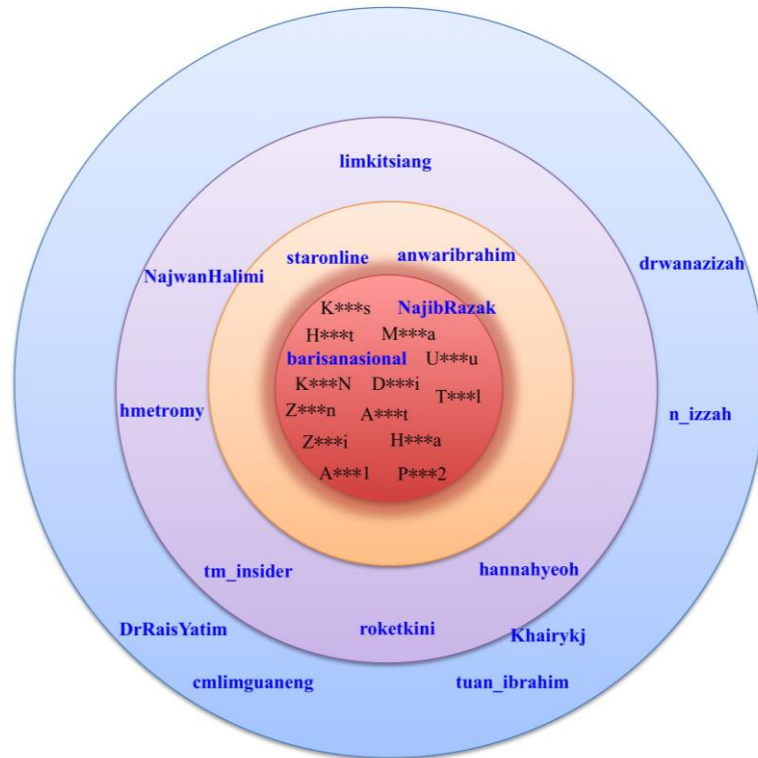 limkitsiang
staronline anwaribrahim
drwanazizah
NajwanHalimi
K***s NajibRazak
H***t M***a
barisanasional U***u
K***N D***i
T***l
hmetromy
Z***n A***t
n_izzah
Z***i H***a
A***1 P***2
tm_insider hannahyeoh
DrRaisYatim roketkini Khairykj
cmlimguaneng tuan_ibrahim